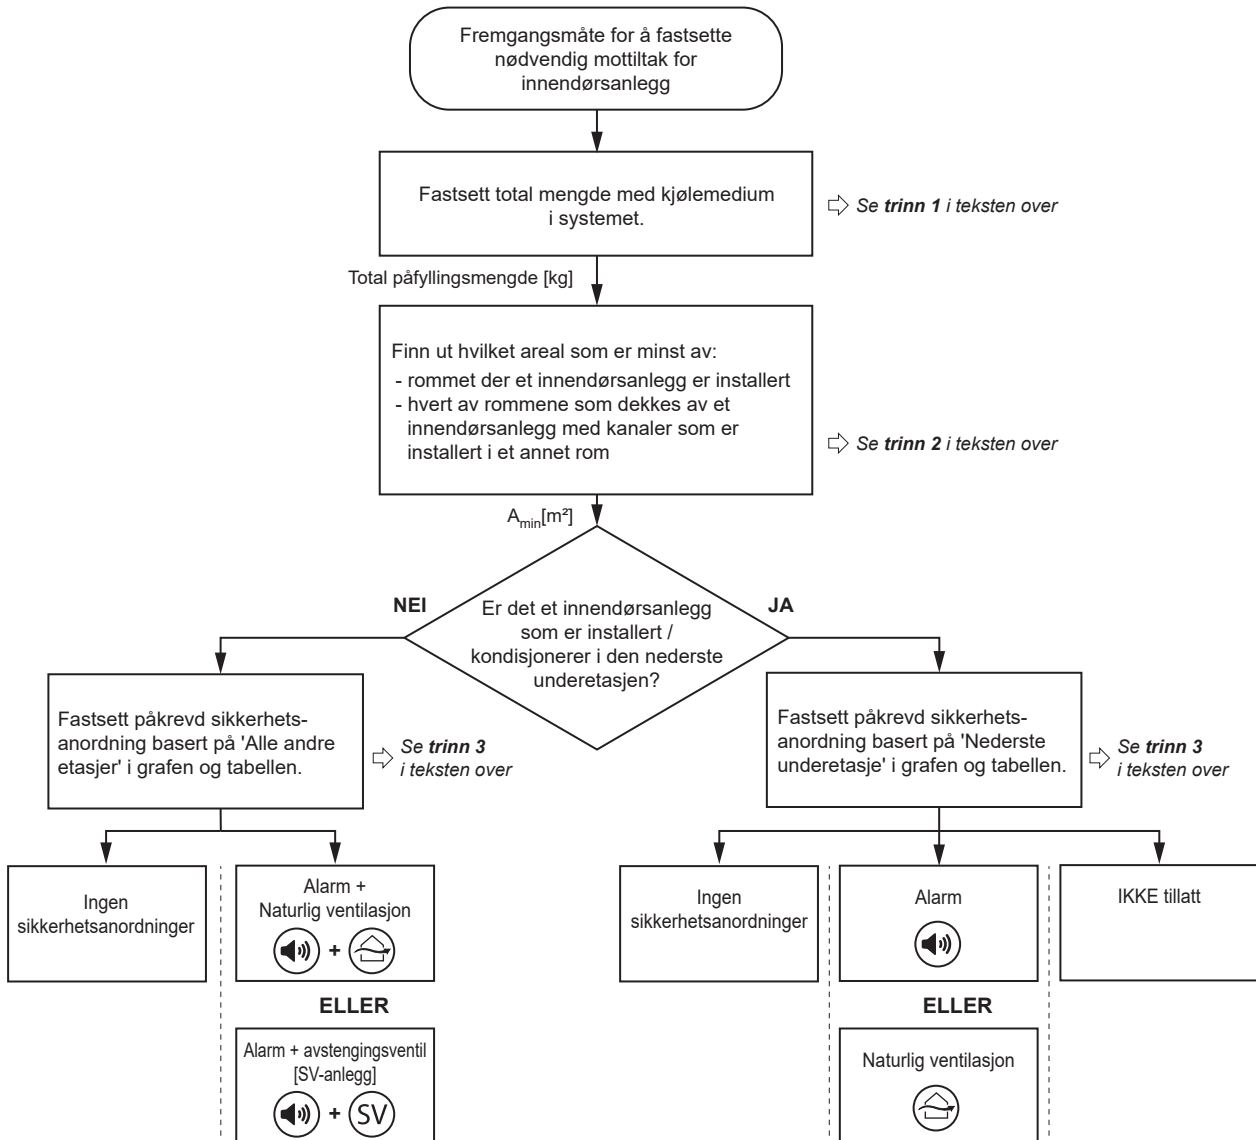 Fremgangsmåte for å fastsette
nødvendig mottiltak for
innendørsanlegg
Fastsett total mengde med kjølemedium
i systemet.
Se trinn 1 i teksten over
Total påfyllingsmengde [kg]
Finn ut hvilket areal som er minst av:
- rommet der et innendørsanlegg er installert
- hvert av rommene som dekkes av et
innendørsanlegg med kanaler som er
installert i et annet rom
Se trinn 2 i teksten over
Amin[m²]
NEI
JA
Er det et innendørsanlegg
som er installert /
kondisjonerer i den nederste
underetasjen?
Fastsett påkrevd sikkerhets-
anordning basert på 'Alle andre
etasjer' i grafen og tabellen.
Se trinn 3
i teksten over
Fastsett påkrevd sikkerhets-
anordning basert på 'Nederste
underetasje' i grafen og tabellen.
Se trinn 3
i teksten over
Ingen
sikkerhetsanordninger
Alarm +
Naturlig ventilasjon
+
ELLER
Alarm + avstengingsventil
[SV-anlegg]
+ SV
Ingen
sikkerhetsanordninger
Alarm
ELLER
Naturlig ventilasjon
IKKE tillatt